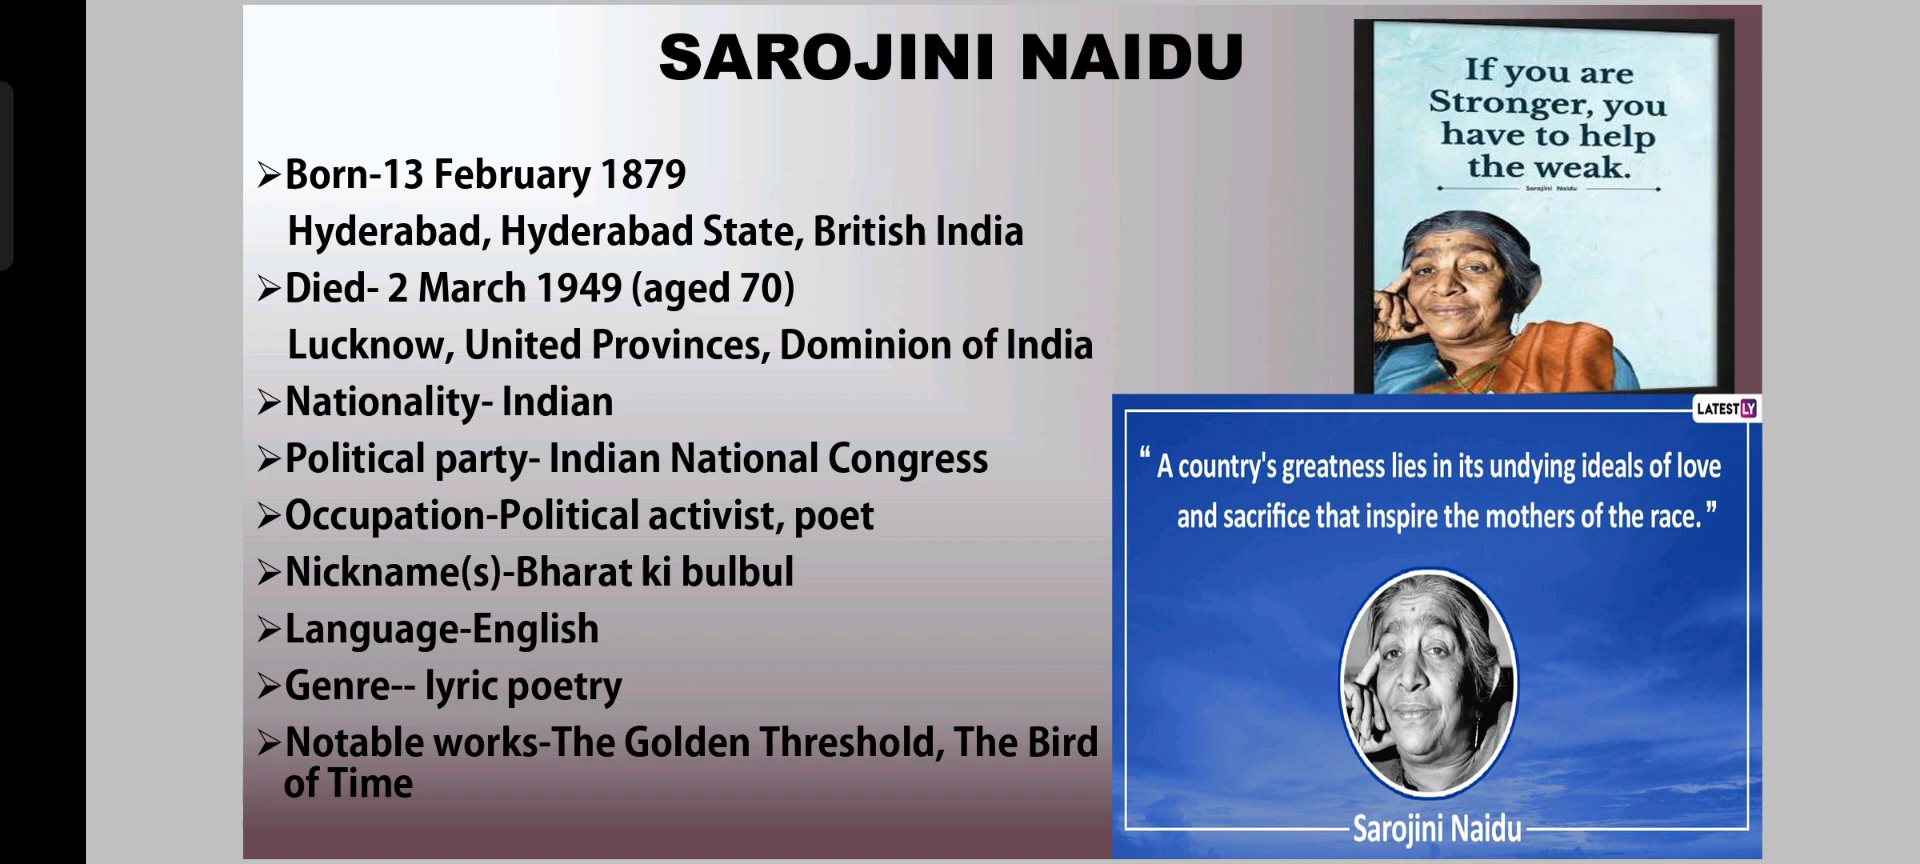 SAROJINI NAIDU
➢Born-13 February 1879
Hyderabad, Hyderabad State, British India
➢Died- 2 March 1949 (aged 70)
Lucknow, United Provinces, Dominion of India
➢Nationality- Indian
➢Political party- Indian National Congress
➢Occupation-Political activist, poet
➢Nickname(s)-Bharat ki bulbul
➢Language-English
➢Genre-- lyric poetry
➢Notable works-The Golden Threshold, The Bird
of Time
If you are
Stronger, you
have to help
the weak.
Sarojini Naidu
LATESTLY
“ A country's greatness lies in its undying ideals of love
and sacrifice that inspire the mothers of the race. ”
Sarojini Naidu